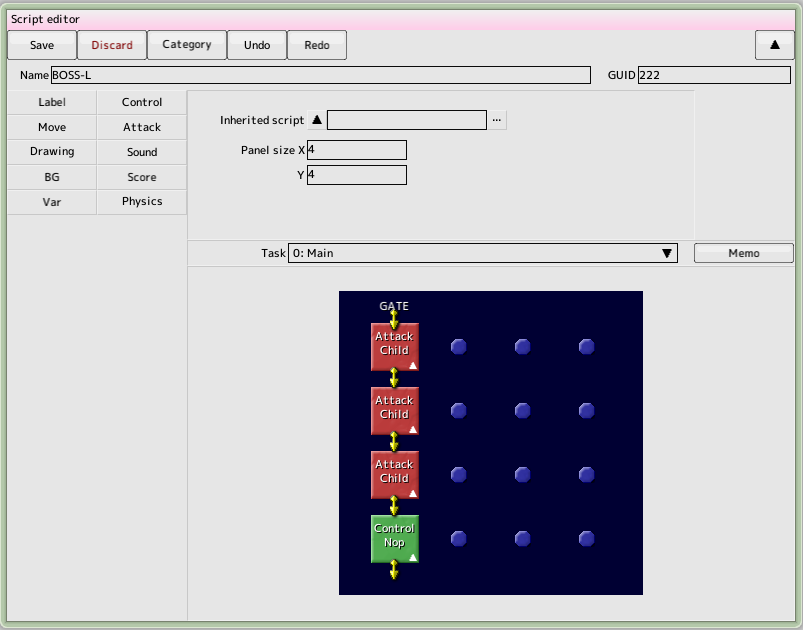 Script editor
Save Discard Category Undo Redo ▲
Name BOSS-L GUID 222
Label Control
Move Attack
Drawing Sound
BG Score
Var Physics
Inherited script ▲ ...
Panel size X 4
Y 4
Task 0: Main ▼ Memo
GATE
Attack
Child
Attack
Child
Attack
Child
Control
Nop